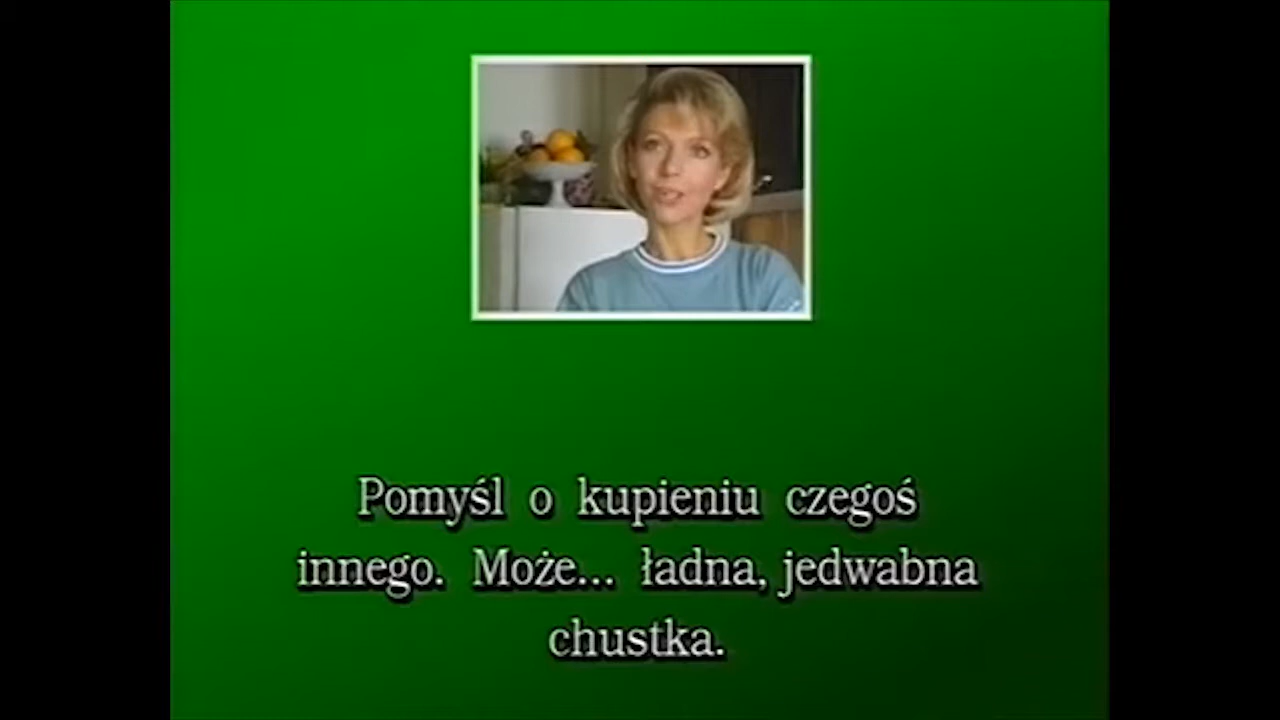 Pomyśl o kupieniu czegoś
innego. Może... ładna, jedwabna
chustka.